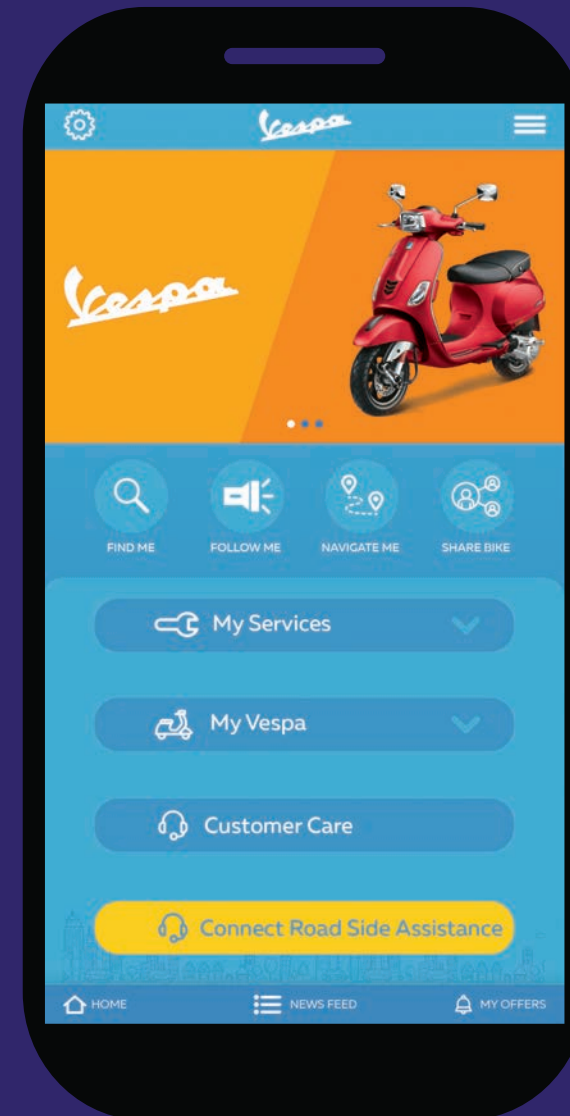 Vespa
Vespa
FIND ME
FOLLOW ME
NAVIGATE ME
SHARE BIKE
My Services
My Vespa
Customer Care
Connect Road Side Assistance
HOME
NEWS FEED
MY OFFERS